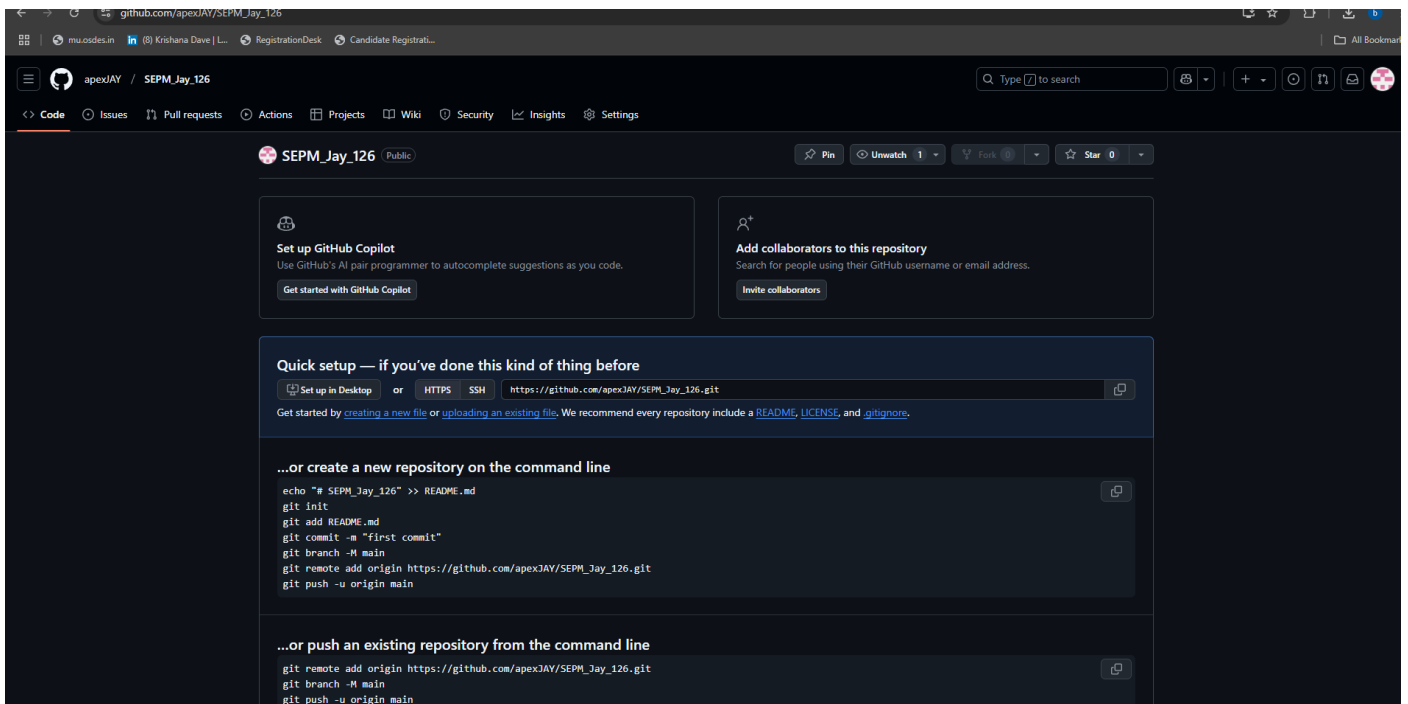 github.com/apexJAY/SEPM_Jay_126
mu.osdes.in (8) Krishana Dave | L... RegistrationDesk Candidate Registrati... All Bookmark
apexJAY / SEPM_Jay_126 Type / to search
Code Issues Pull requests Actions Projects Wiki Security Insights Settings
SEPM_Jay_126 Public Pin Unwatch 1 Fork 0 Star 0
Set up GitHub Copilot
Use GitHub's AI pair programmer to autocomplete suggestions as you code.
Get started with GitHub Copilot
Add collaborators to this repository
Search for people using their GitHub username or email address.
Invite collaborators
Quick setup — if you've done this kind of thing before
Set up in Desktop or HTTPS SSH https://github.com/apexJAY/SEPM_Jay_126.git
Get started by creating a new file or uploading an existing file. We recommend every repository include a README, LICENSE, and .gitignore.
...or create a new repository on the command line
echo "# SEPM_Jay_126" >> README.md
git init
git add README.md
git commit -m "first commit"
git branch -M main
git remote add origin https://github.com/apexJAY/SEPM_Jay_126.git
git push -u origin main
...or push an existing repository from the command line
git remote add origin https://github.com/apexJAY/SEPM_Jay_126.git
git branch -M main
git push -u origin main